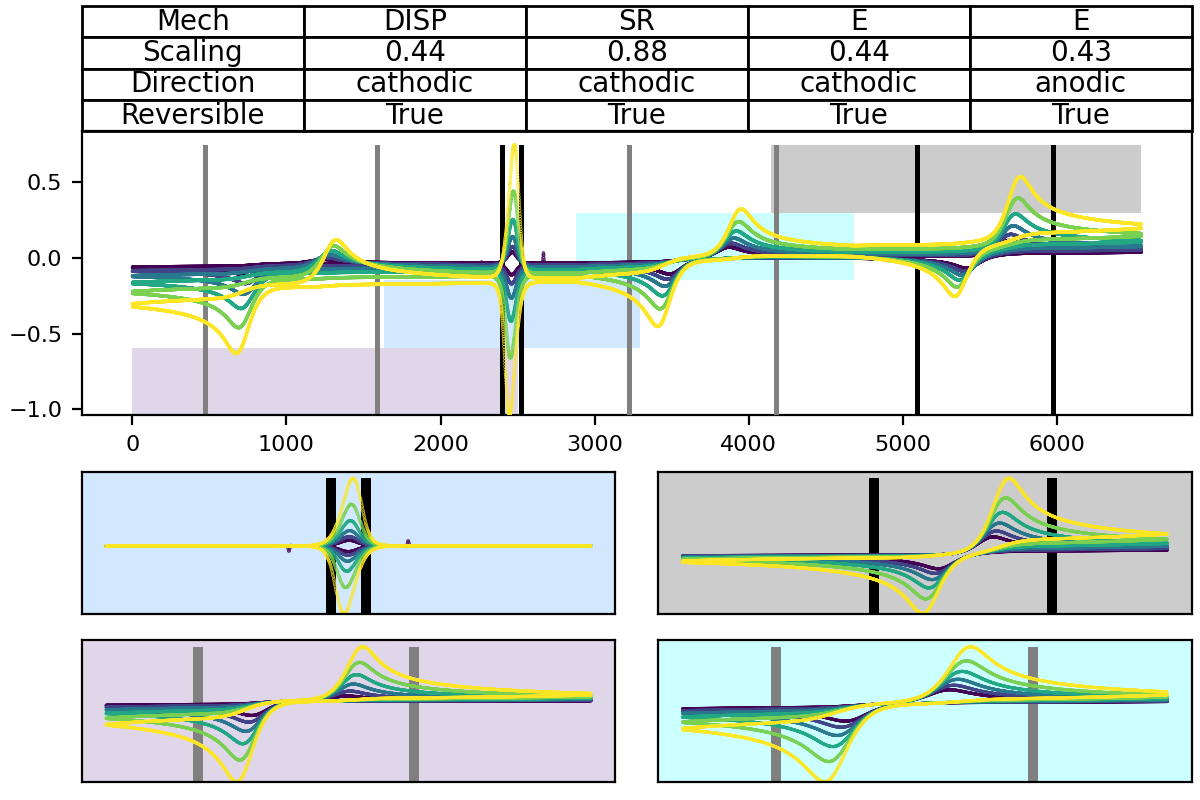 Mech DISP SR E E
Scaling 0.44 0.88 0.44 0.43
Direction cathodic cathodic cathodic anodic
Reversible True True True True
0.5
0.0
−0.5
−1.0
0 1000 2000 3000 4000 5000 6000